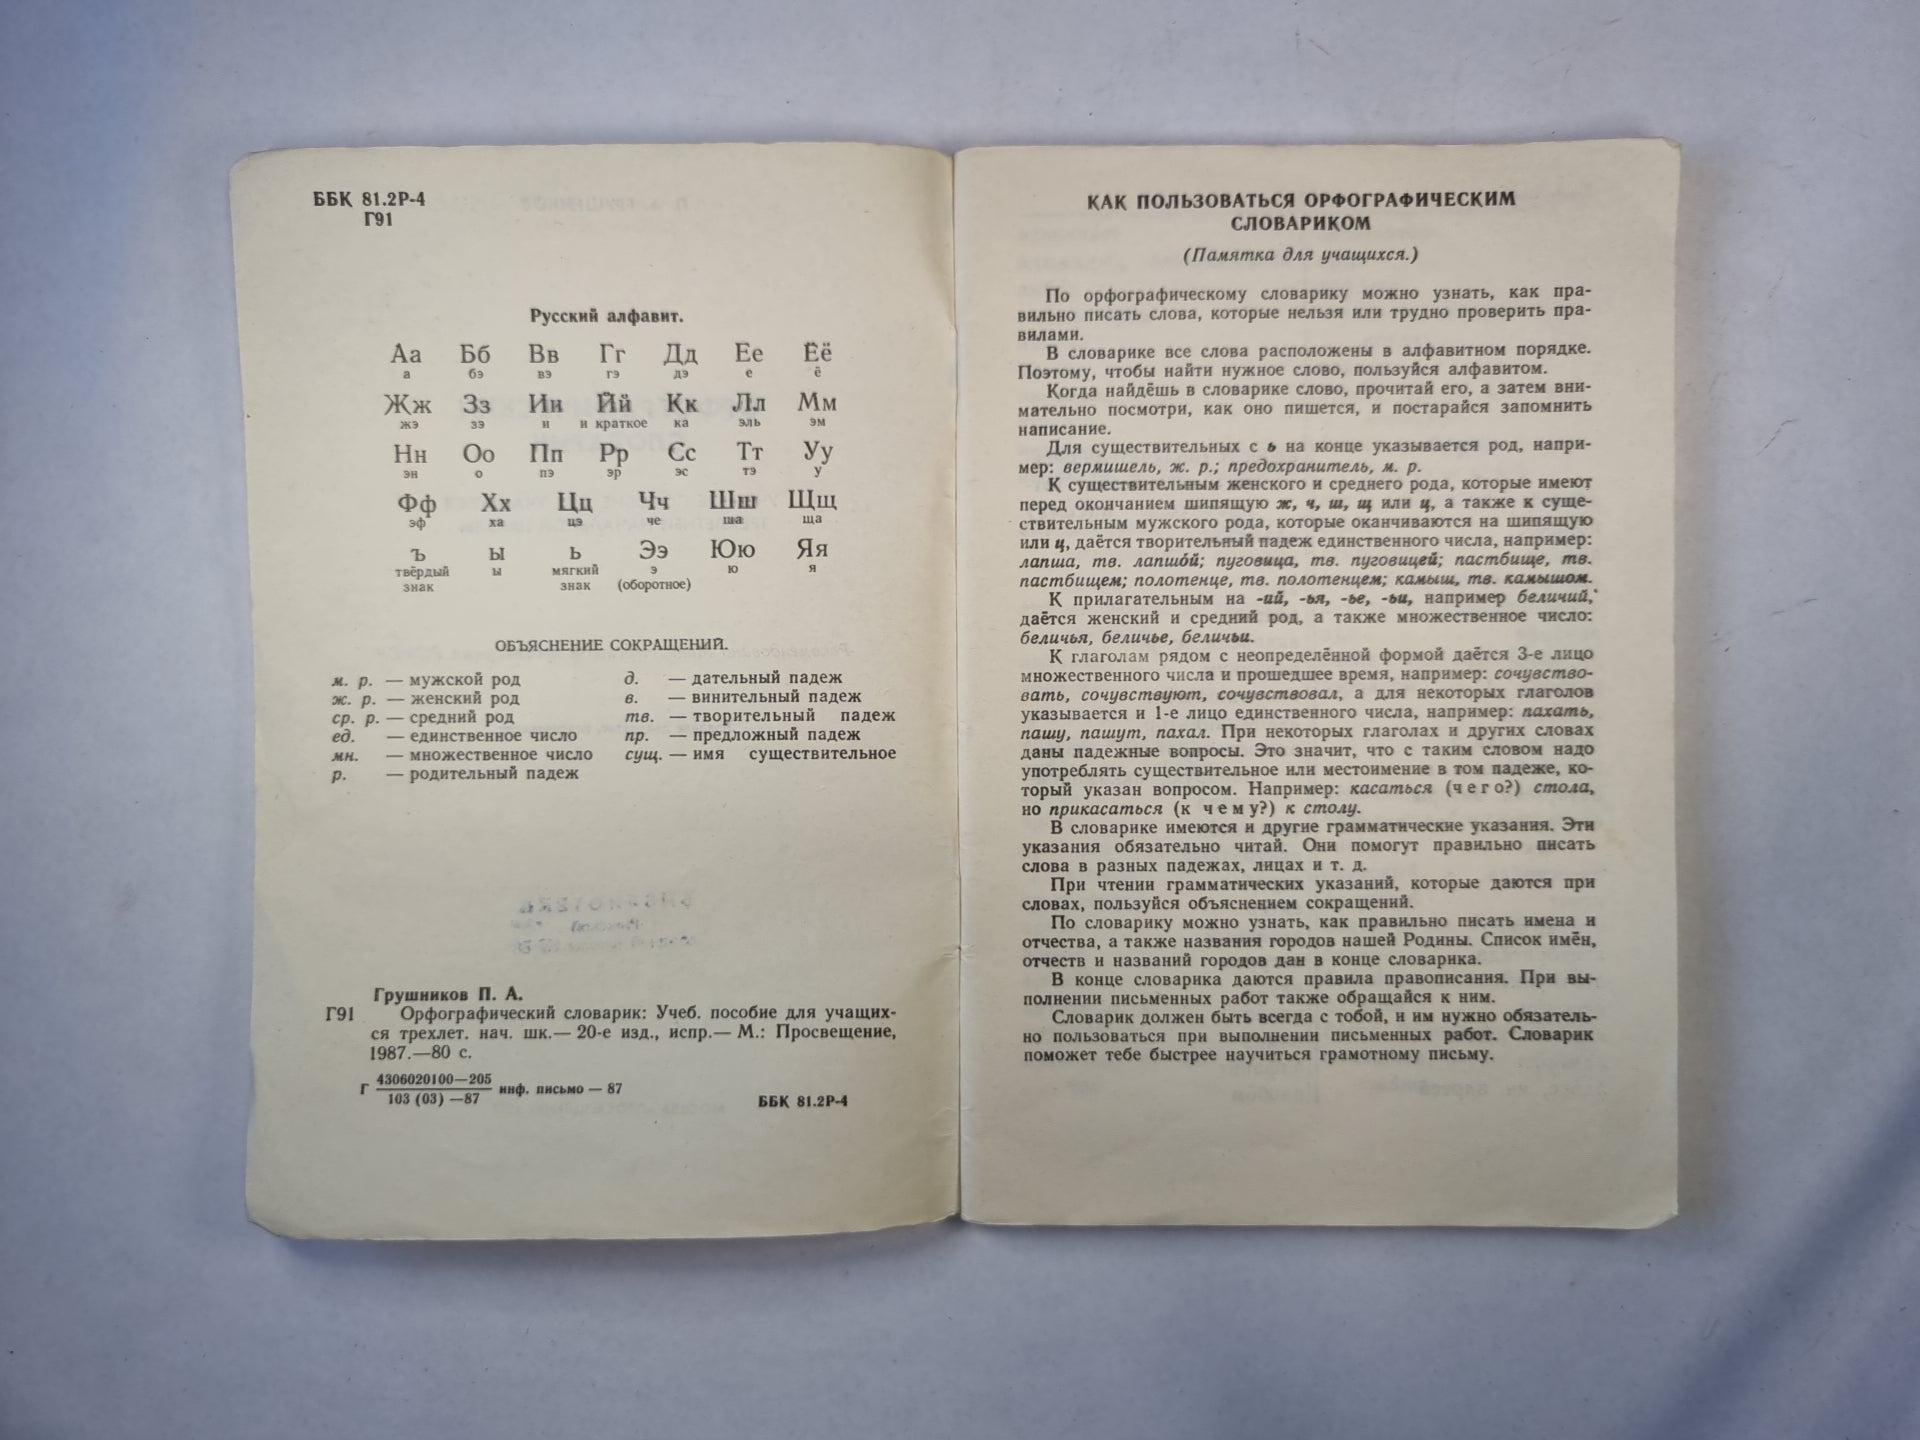 ББК 81.2Р-4
Г91
Русский алфавит.
Аа Бб Вв Гг Дд Ее Ёё
а бэ вэ гэ дэ е ё
Жж Зз Ии Йй Кк Лл Мм
жэ зэ и и краткое ка эль эм
Нн Оо Пп Рр Сс Тт Уу
эн о пэ эр эс тэ у
Фф Хх Цц Чч Шш Щщ
эф ха цэ че ша ща
ъ ы ь Ээ Юю Яя
твёрдый ы мягкий э ю я
знак знак (оборотное)
ОБЪЯСНЕНИЕ СОКРАЩЕНИЙ.
м. р. — мужской род
ж. р. — женский род
ср. р. — средний род
ед. — единственное число
мн. — множественное число
р. — родительный падеж
д. — дательный падеж
в. — винительный падеж
тв. — творительный падеж
пр. — предложный падеж
сущ. — имя существительное
Грушников П. А.
Г91 Орфографический словарик: Учеб. пособие для учащих-
ся трехлет. нач. шк.— 20-е изд., испр.— М.: Просвещение,
1987.—80 с.
Г 4306020100—205 инф. письмо — 87
103 (03) —87
ББК 81.2Р-4
КАК ПОЛЬЗОВАТЬСЯ ОРФОГРАФИЧЕСКИМ
СЛОВАРИКОМ
(Памятка для учащихся.)
По орфографическому словарику можно узнать, как пра-
вильно писать слова, которые нельзя или трудно проверить пра-
вилами.
В словарике все слова расположены в алфавитном порядке.
Поэтому, чтобы найти нужное слово, пользуйся алфавитом.
Когда найдёшь в словарике слово, прочитай его, а затем вни-
мательно посмотри, как оно пишется, и постарайся запомнить
написание.
Для существительных с ь на конце указывается род, напри-
мер: вермишель, ж. р.; предохранитель, м. р.
К существительным женского и среднего рода, которые имеют
перед окончанием шипящую ж, ч, ш, щ или ц, а также к суще-
ствительным мужского рода, которые оканчиваются на шипящую
или ц, даётся творительный падеж единственного числа, например:
лапша, тв. лапшо́й; пуговица, тв. пуговицей; пастбище, тв.
пастбищем; полотенце, тв. полотенцем; камыш, тв. камышом.
К прилагательным на -ий, -ья, -ье, -ьи, например беличий,
даётся женский и средний род, а также множественное число:
беличья, беличье, беличьи.
К глаголам рядом с неопределённой формой даётся 3-е лицо
множественного числа и прошедшее время, например: сочувство-
вать, сочувствуют, сочувствовал, а для некоторых глаголов
указывается и 1-е лицо единственного числа, например: пахать,
пашу, пашут, пахал. При некоторых глаголах и других словах
даны падежные вопросы. Это значит, что с таким словом надо
употреблять существительное или местоимение в том падеже, ко-
торый указан вопросом. Например: касаться (чего?) стола,
но прикасаться (к чему?) к столу.
В словарике имеются и другие грамматические указания. Эти
указания обязательно читай. Они помогут правильно писать
слова в разных падежах, лицах и т. д.
При чтении грамматических указаний, которые даются при
словах, пользуйся объяснением сокращений.
По словарику можно узнать, как правильно писать имена и
отчества, а также названия городов нашей Родины. Список имён,
отчеств и названий городов дан в конце словарика.
В конце словарика даются правила правописания. При вы-
полнении письменных работ также обращайся к ним.
Словарик должен быть всегда с тобой, и им нужно обязатель-
но пользоваться при выполнении письменных работ. Словарик
поможет тебе быстрее научиться грамотному письму.